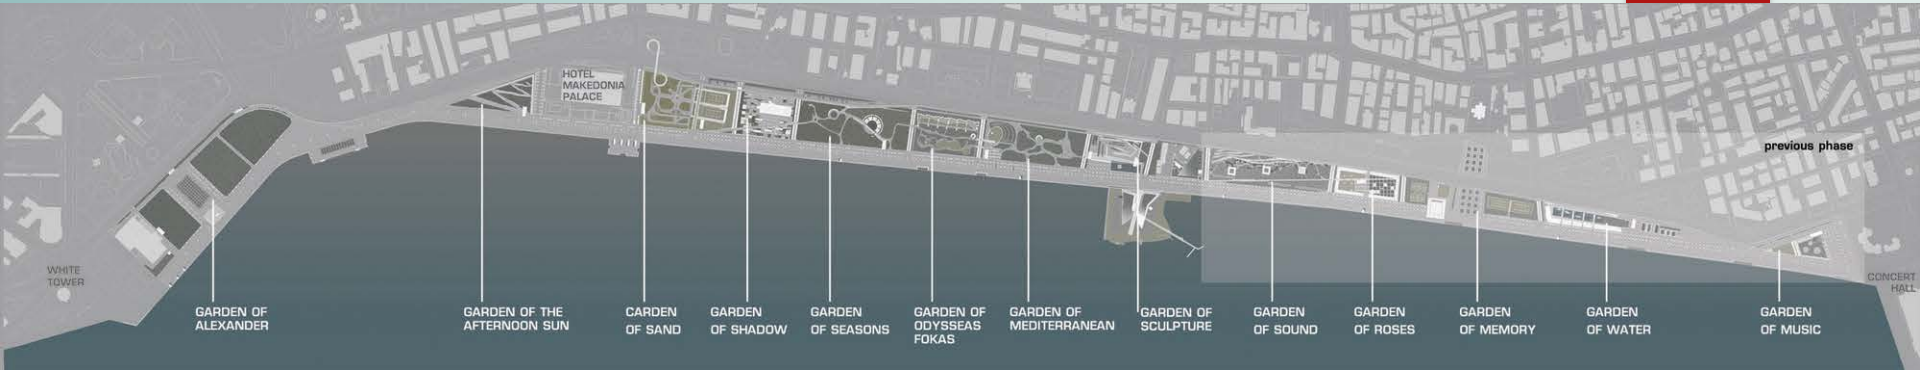 HOTEL
MAKEDONIA
PALACE
previous phase
WHITE
TOWER
CONCERT
HALL
GARDEN OF
ALEXANDER
GARDEN OF THE
AFTERNOON SUN
CARDEN
OF SAND
GARDEN
OF SHADOW
GARDEN
OF SEASONS
GARDEN OF
ODYSSEAS
FOKAS
GARDEN OF
MEDITERRANEAN
GARDEN OF
SCULPTURE
GARDEN
OF SOUND
GARDEN
OF ROSES
GARDEN
OF MEMORY
GARDEN
OF WATER
GARDEN
OF MUSIC